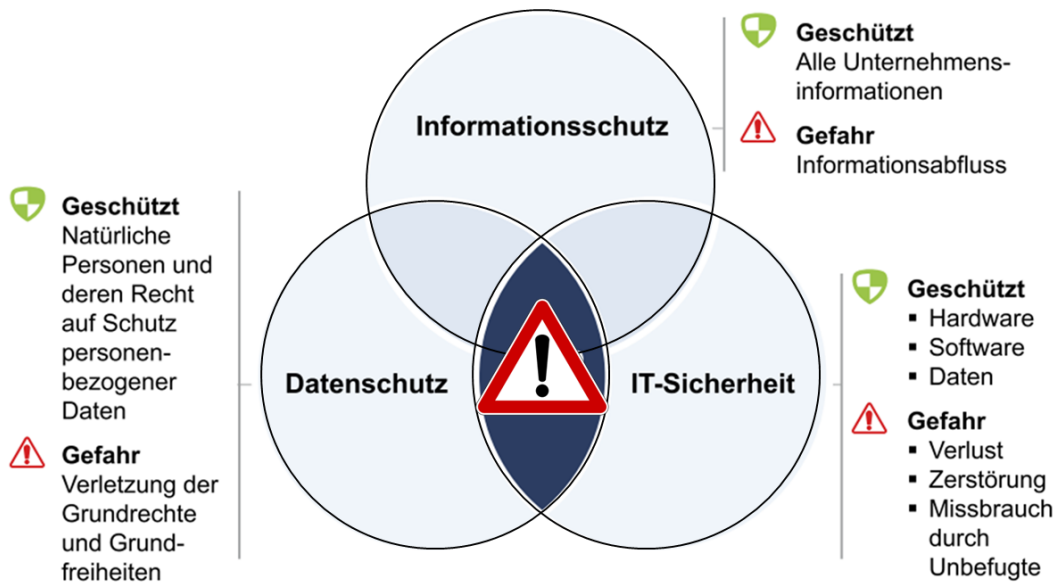 Informationsschutz
Geschützt
Alle Unternehmens-
informationen
Gefahr
Informationsabfluss
Geschützt
Natürliche
Personen und
deren Recht
auf Schutz
personen-
bezogener
Daten
Gefahr
Verletzung der
Grundrechte
und Grund-
freiheiten
Datenschutz
IT-Sicherheit
Geschützt
▪ Hardware
▪ Software
▪ Daten
Gefahr
▪ Verlust
▪ Zerstörung
▪ Missbrauch
durch
Unbefugte